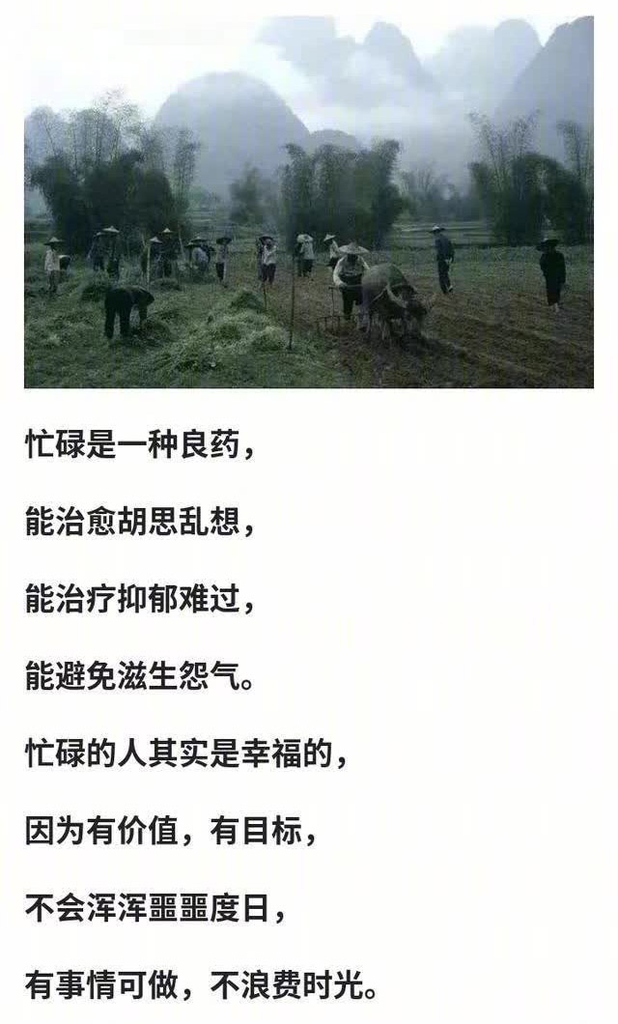 忙碌是一种良药，
能治愈胡思乱想，
能治疗抑郁难过，
能避免滋生怨气。
忙碌的人其实是幸福的，
因为有价值，有目标，
不会浑浑噩噩度日，
有事情可做，不浪费时光。